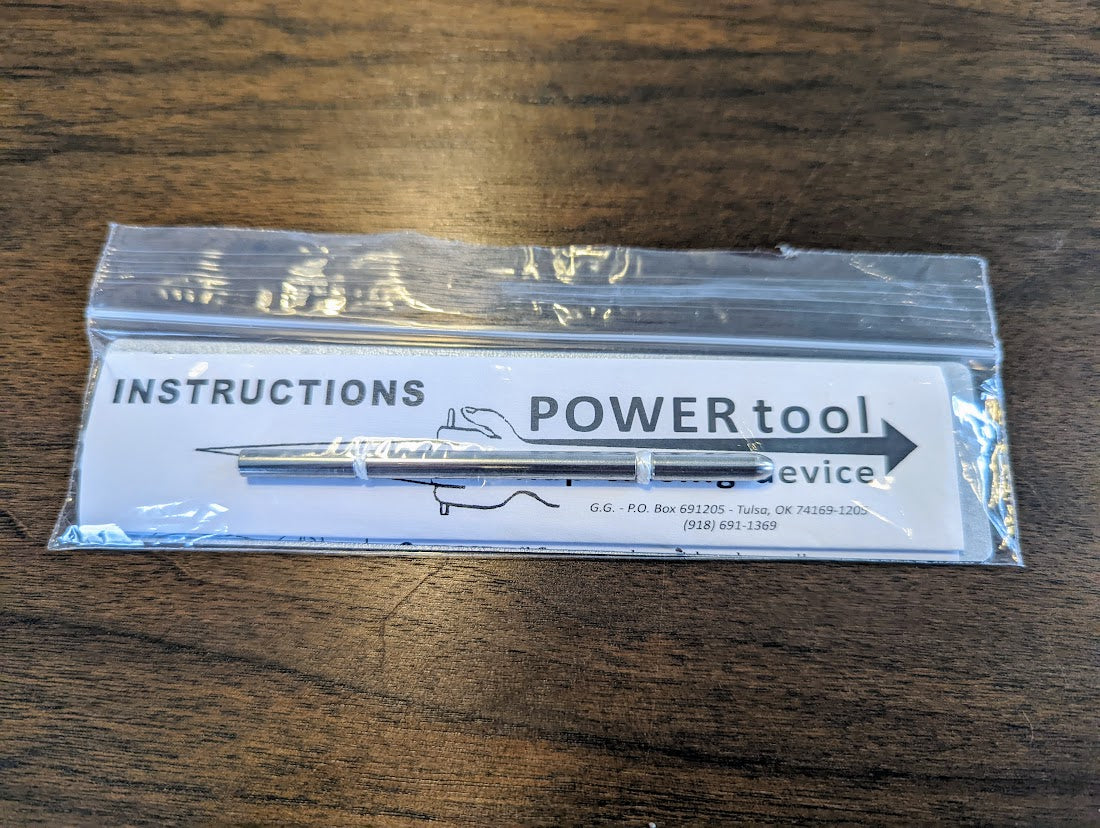 INSTRUCTIONS
POWER tool
device
G.G. - P.O. Box 691205 - Tulsa, OK 74169-1205
(918) 691-1369